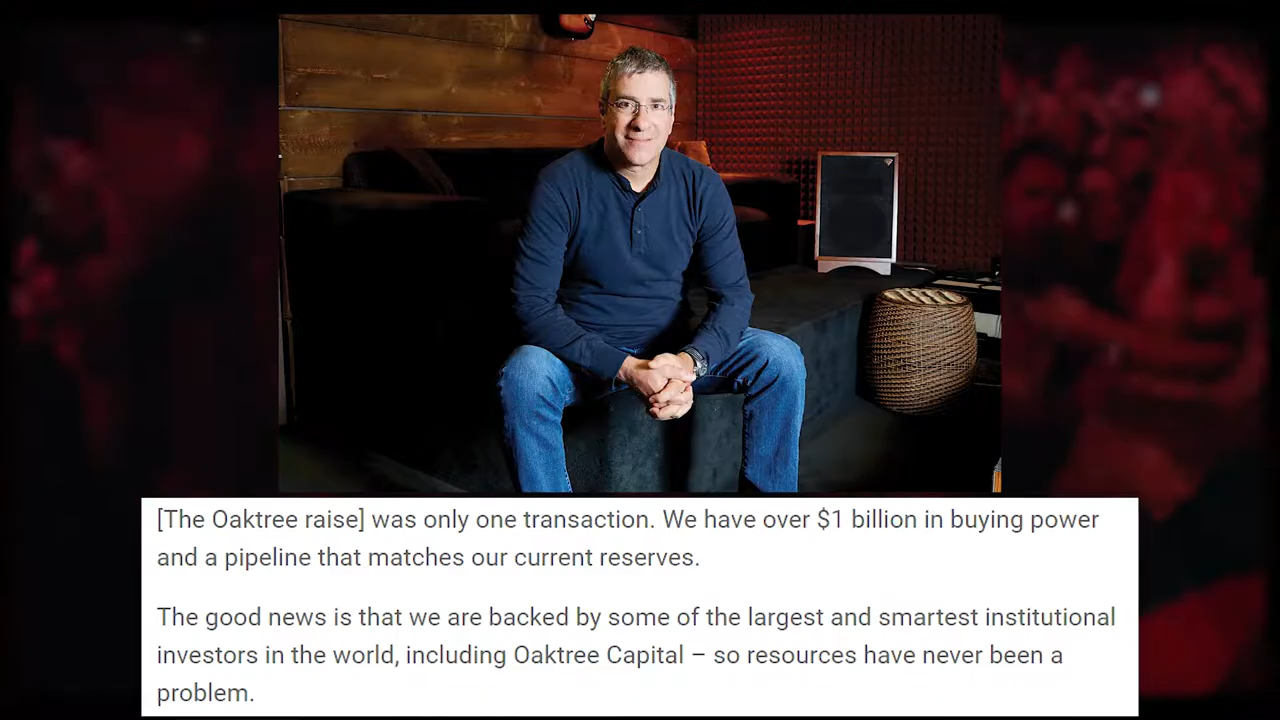 [The Oaktree raise] was only one transaction. We have over $1 billion in buying power
and a pipeline that matches our current reserves.
The good news is that we are backed by some of the largest and smartest institutional
investors in the world, including Oaktree Capital – so resources have never been a
problem.